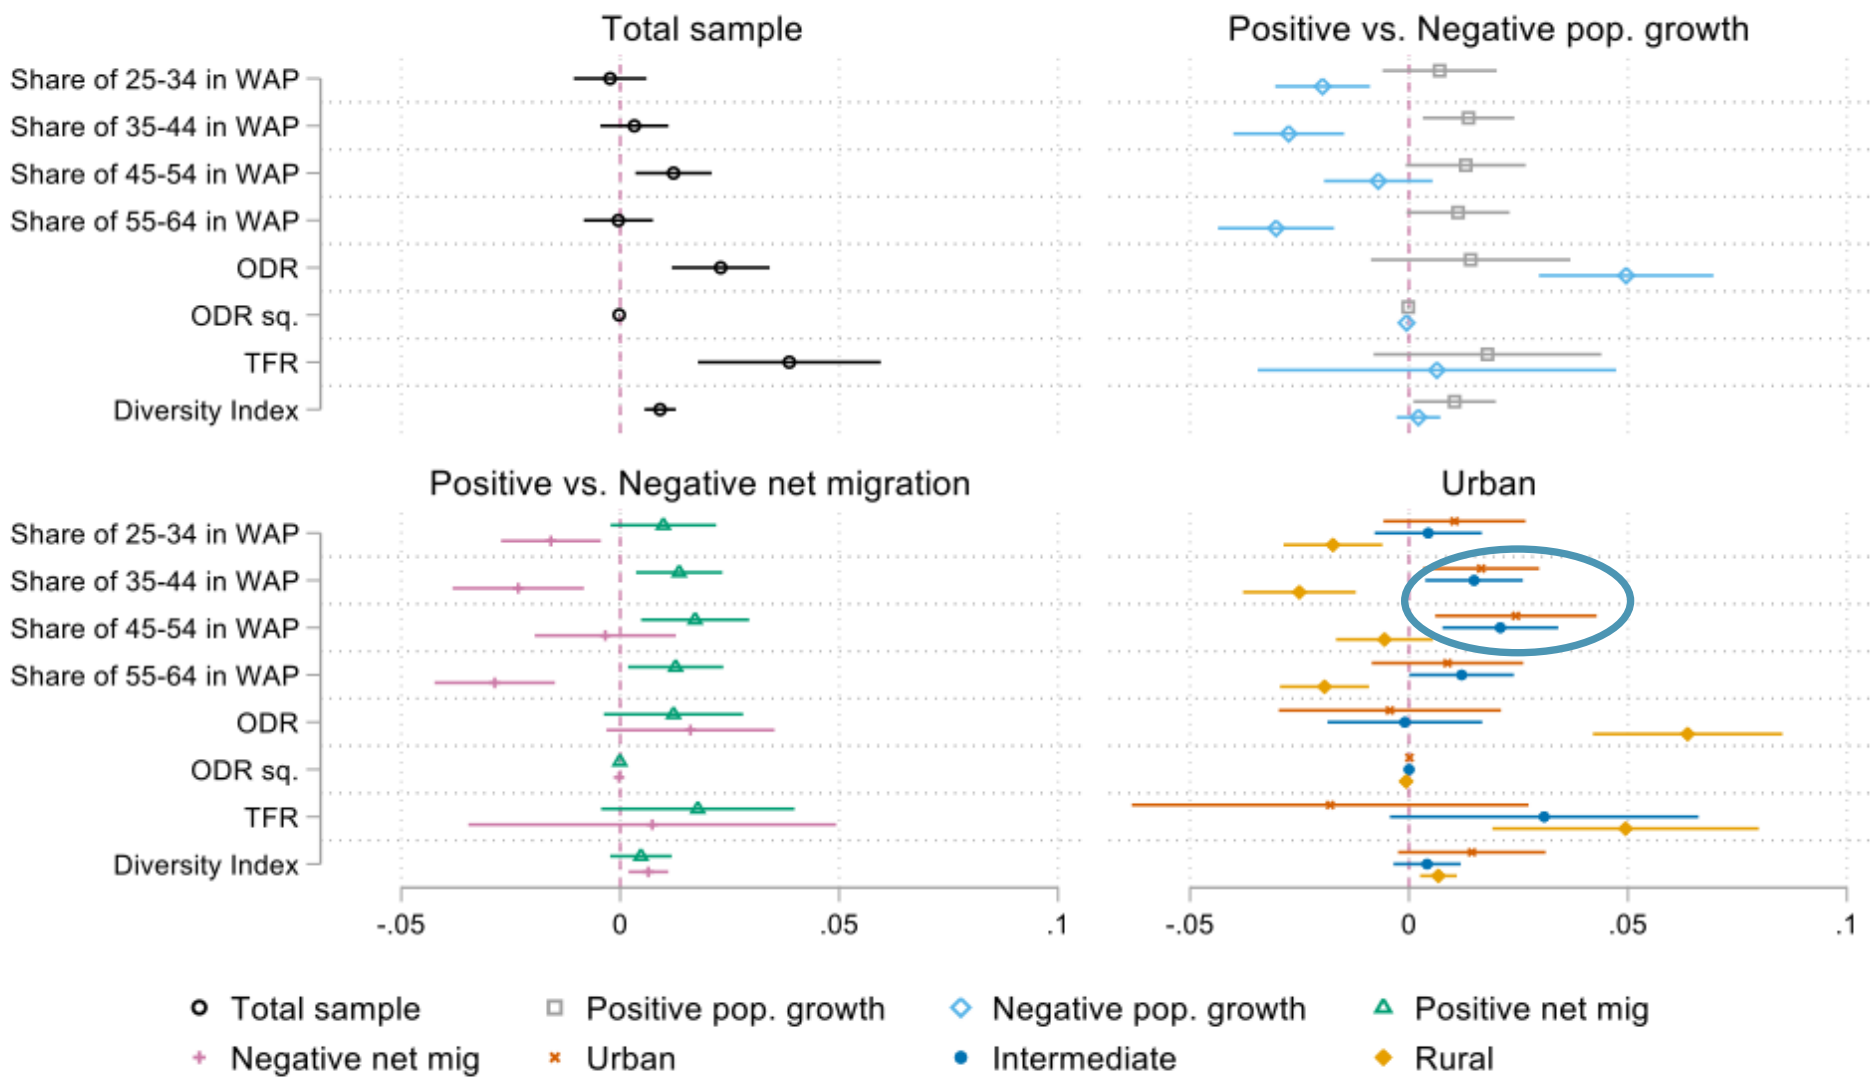 Total sample
Positive vs. Negative pop. growth
Share of 25-34 in WAP
Share of 35-44 in WAP
Share of 45-54 in WAP
Share of 55-64 in WAP
ODR
ODR sq.
TFR
Diversity Index
Positive vs. Negative net migration
Urban
Share of 25-34 in WAP
Share of 35-44 in WAP
Share of 45-54 in WAP
Share of 55-64 in WAP
ODR
ODR sq.
TFR
Diversity Index
-.05 0 .05 .1
-.05 0 .05 .1
Total sample Positive pop. growth Negative pop. growth Positive net mig
Negative net mig Urban Intermediate Rural